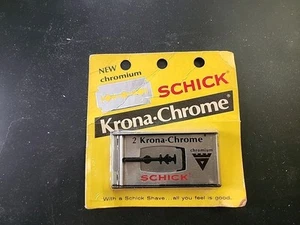 NEW
chromium
SCHICK®
Krona-Chrome®
2 Krona-Chrome®
chromium
SCHICK®
With a Schick Shave...all you feel is good.